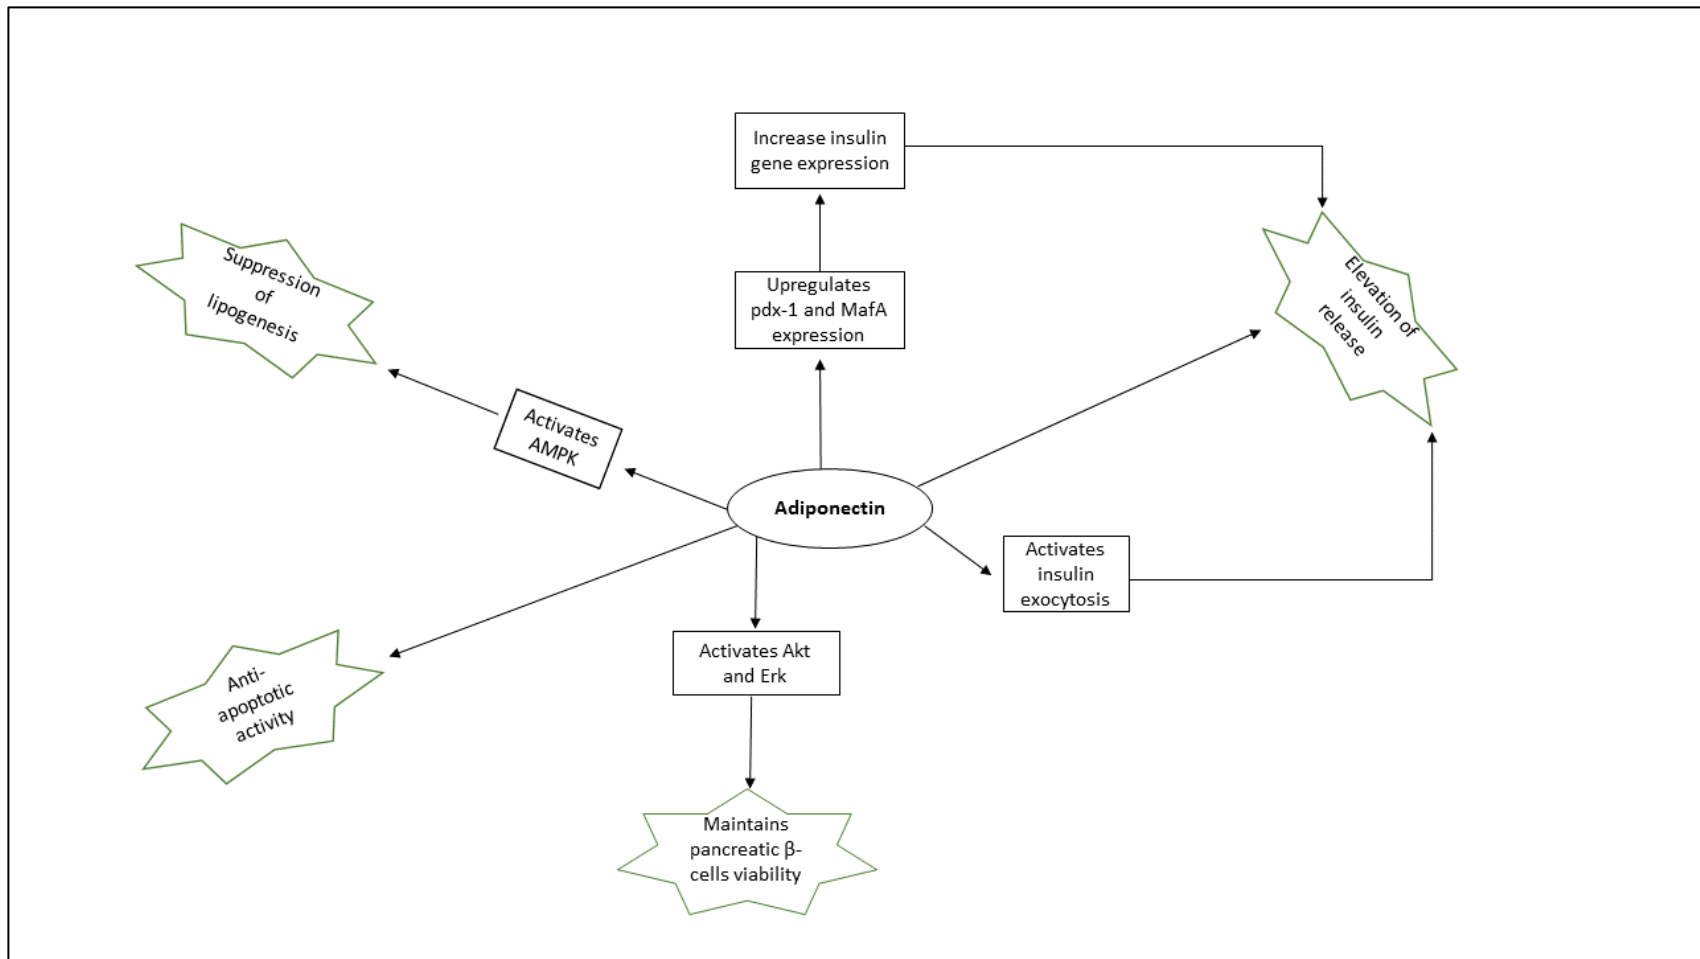 Increase insulin
gene expression
Suppression
of
lipogenesis
Upregulates
pdx-1 and MafA
expression
Elevation of
insulin
release
Activates
AMPK
Adiponectin
Activates
insulin
exocytosis
Anti-
apoptotic
activity
Activates Akt
and Erk
Maintains
pancreatic β-
cells viability